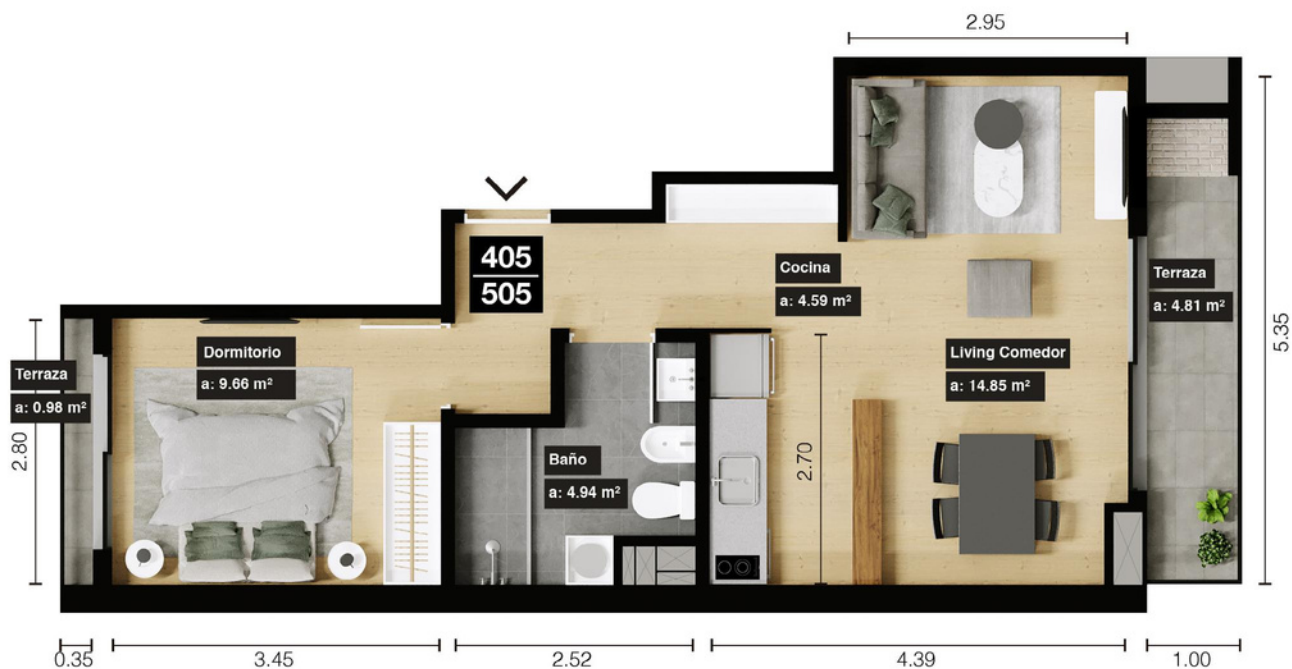 2.95
405
505
Cocina
a: 4.59 m²
Terraza
a: 4.81 m²
5.35
Dormitorio
a: 9.66 m²
Living Comedor
a: 14.85 m²
Terraza
a: 0.98 m²
2.80
2.70
Baño
a: 4.94 m²
0.35
3.45
2.52
4.39
1.00